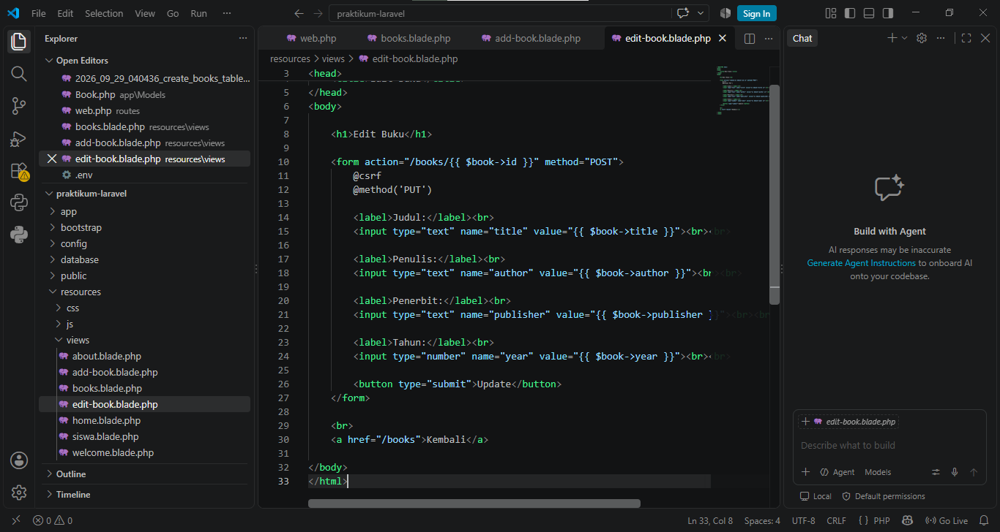 File Edit Selection View Go Run ··· praktikum-laravel Sign In
Explorer ···
Open Editors
2026_09_29_040436_create_books_table...
Book.php app\Models
web.php routes
books.blade.php resources\views
add-book.blade.php resources\views
edit-book.blade.php resources\views
.env
praktikum-laravel
app
bootstrap
config
database
public
resources
css
js
views
about.blade.php
add-book.blade.php
books.blade.php
edit-book.blade.php
home.blade.php
siswa.blade.php
welcome.blade.php
Outline
Timeline
web.php books.blade.php add-book.blade.php edit-book.blade.php
resources > views > edit-book.blade.php
3 <head>
5 </head>
6 <body>
7
8 <h1>Edit Buku</h1>
9
10 <form action="/books/{{ $book->id }}" method="POST">
11 @csrf
12 @method('PUT')
13
14 <label>Judul:</label><br>
15 <input type="text" name="title" value="{{ $book->title }}"><br><br>
16
17 <label>Penulis:</label><br>
18 <input type="text" name="author" value="{{ $book->author }}"><br><br>
19
20 <label>Penerbit:</label><br>
21 <input type="text" name="publisher" value="{{ $book->publisher }}"><br><br
22
23 <label>Tahun:</label><br>
24 <input type="number" name="year" value="{{ $book->year }}"><br><br>
25
26 <button type="submit">Update</button>
27 </form>
28
29 <br>
30 <a href="/books">Kembali</a>
31
32 </body>
33 </html>
Chat
Build with Agent
AI responses may be inaccurate
Generate Agent Instructions to onboard AI
onto your codebase.
edit-book.blade.php
Describe what to build
Agent Models
Local Default permissions
0 0 Ln 33, Col 8 Spaces: 4 UTF-8 CRLF { } PHP Go Live